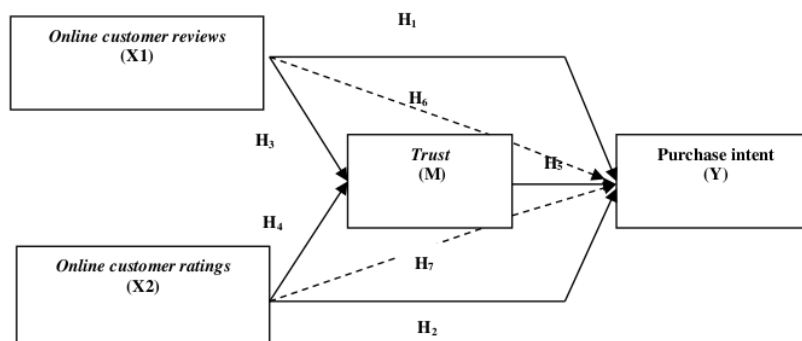 H1
Online customer reviews
(X1)
H6
H3
Trust
(M)
H5
Purchase intent
(Y)
H4
Online customer ratings
(X2)
H7
H2